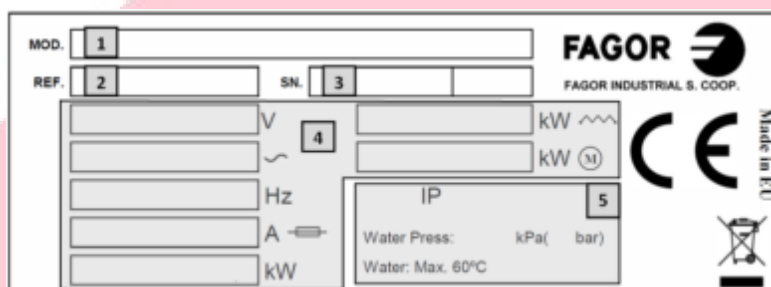 MOD. 1
FAGOR
REF. 2 SN. 3
FAGOR INDUSTRIAL S. COOP.
V 4 kW
kW M
Hz
IP 5
A
Water Press: kPa( bar)
kW
Water: Max. 60ºC
CE
Made in EU